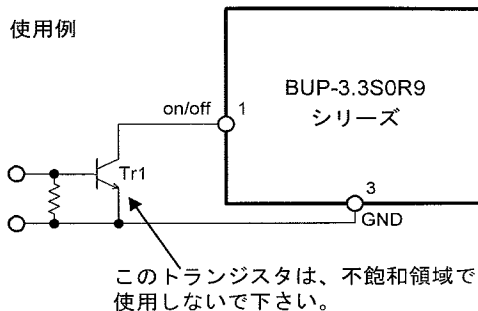 使用例
BUP-3.3S0R9
シリーズ
on/off
1
Tr1
3
GND
このトランジスタは、不飽和領域で
使用しないで下さい。